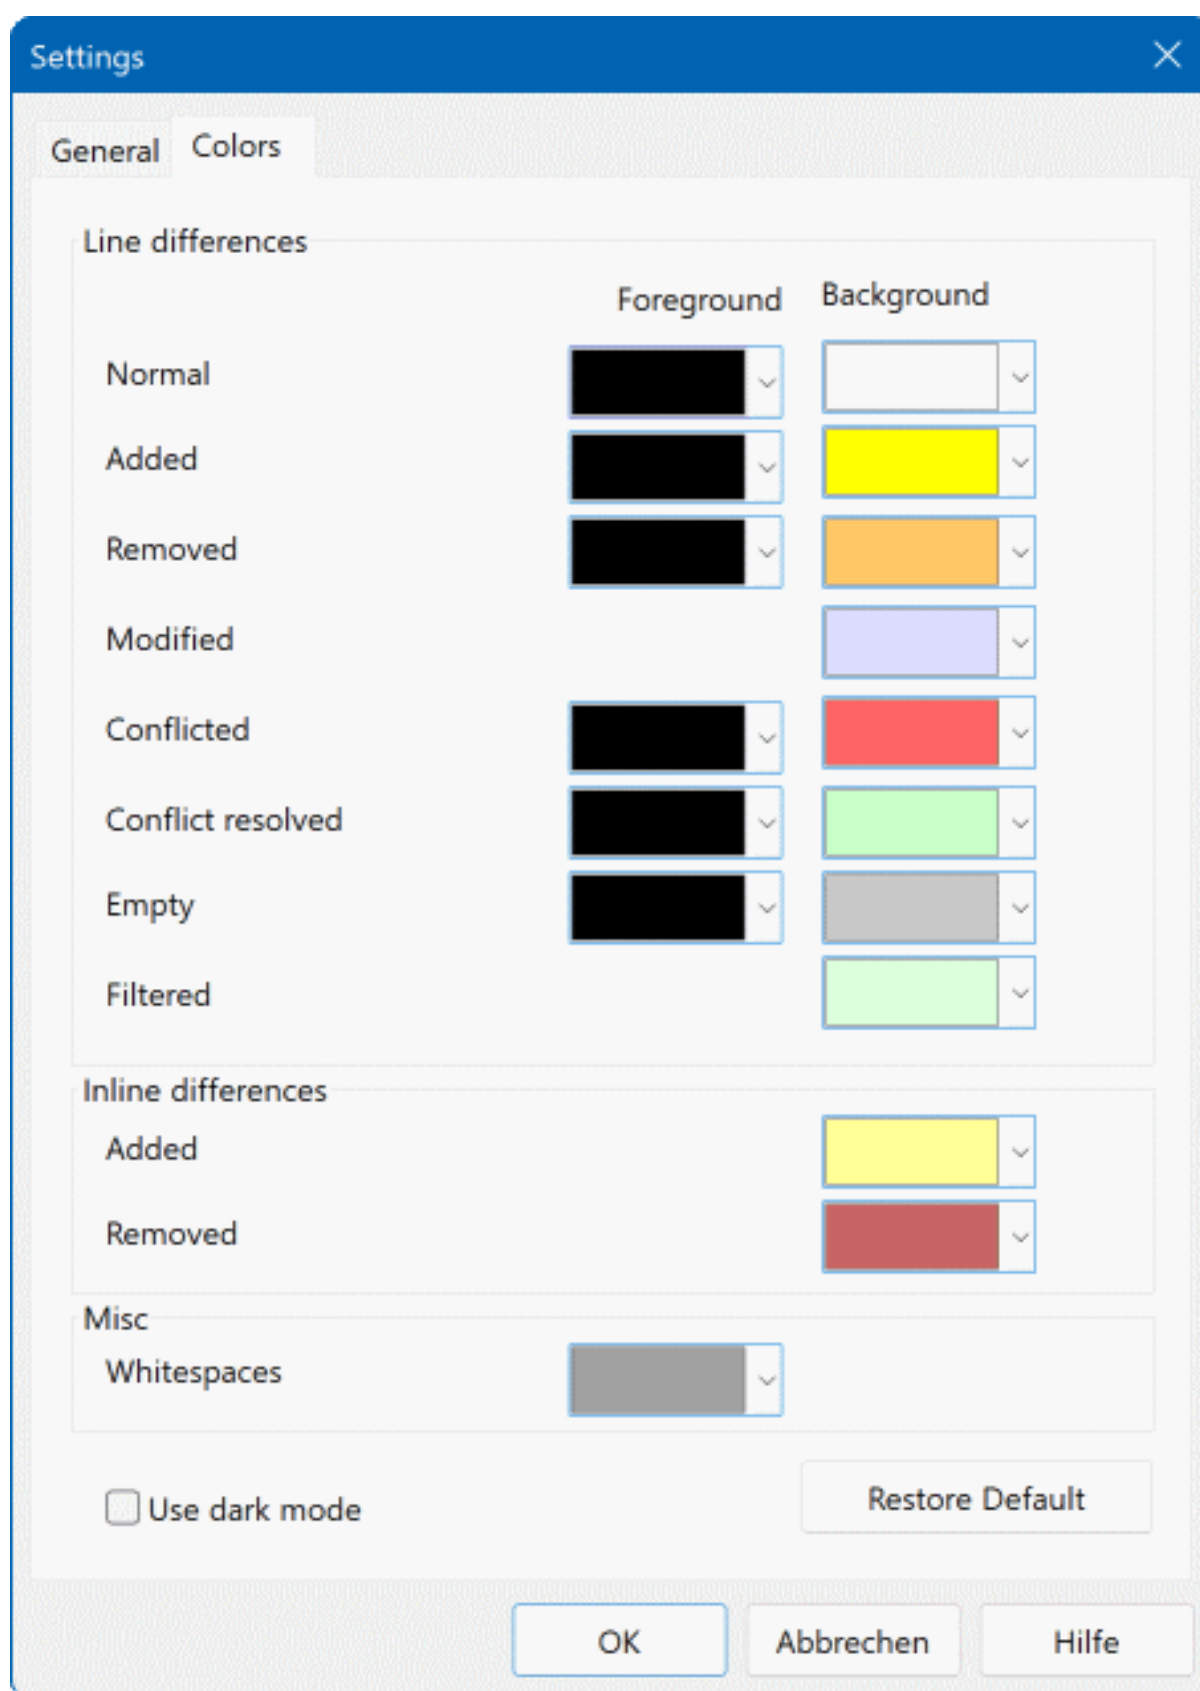 Settings
General Colors
Line differences
Foreground Background
Normal
Added
Removed
Modified
Conflicted
Conflict resolved
Empty
Filtered
Inline differences
Added
Removed
Misc
Whitespaces
Use dark mode Restore Default
OK Abbrechen Hilfe